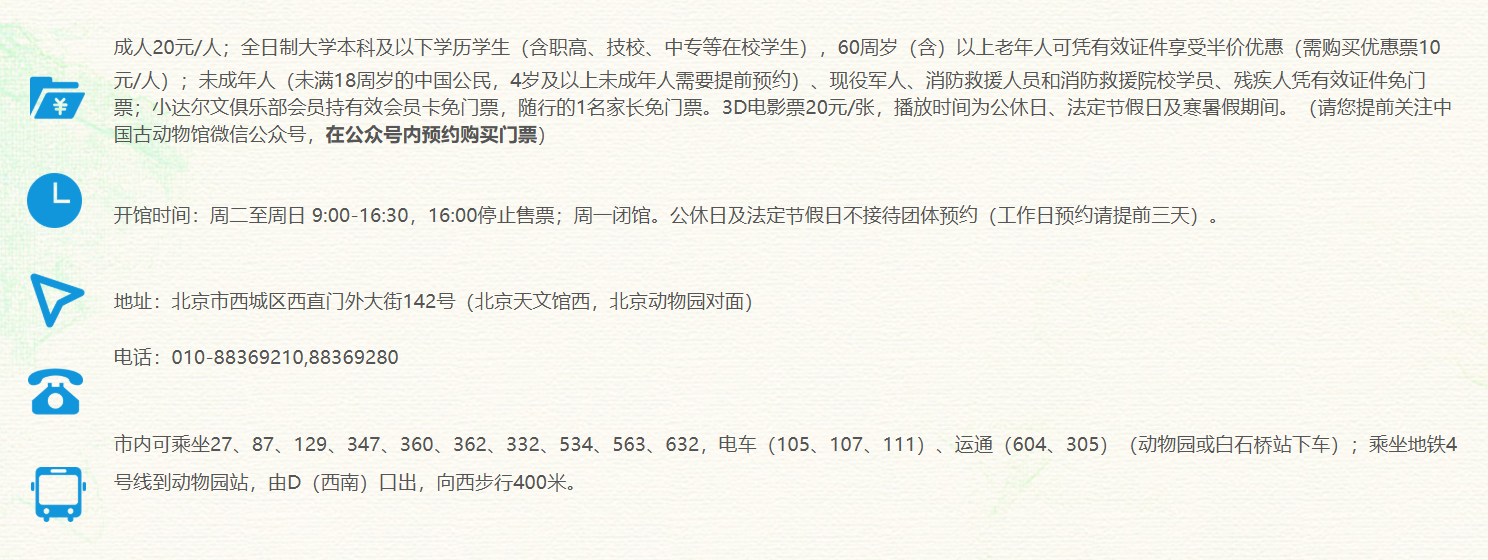 成人20元/人；全日制大学本科及以下学历学生（含职高、技校、中专等在校学生），60周岁（含）以上老年人可凭有效证件享受半价优惠（需购买优惠票10
元/人）；未成年人（未满18周岁的中国公民，4岁及以上未成年人需要提前预约）、现役军人、消防救援人员和消防救援院校学员、残疾人凭有效证件免门
票；小达尔文俱乐部会员持有效会员卡免门票，随行的1名家长免门票。3D电影票20元/张，播放时间为公休日、法定节假日及寒暑假期间。（请您提前关注中
国古动物馆微信公众号，在公众号内预约购买门票）
开馆时间：周二至周日 9:00-16:30，16:00停止售票；周一闭馆。公休日及法定节假日不接待团体预约（工作日预约请提前三天）。
地址：北京市西城区西直门外大街142号（北京天文馆西，北京动物园对面）
电话：010-88369210,88369280
市内可乘坐27、87、129、347、360、362、332、534、563、632，电车（105、107、111）、运通（604、305）（动物园或白石桥站下车）；乘坐地铁4
号线到动物园站，由D（西南）口出，向西步行400米。